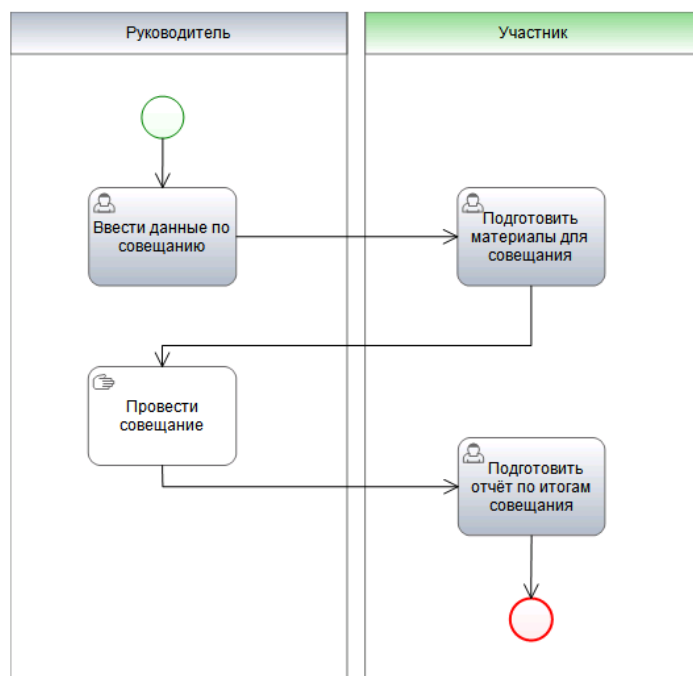 Руководитель
Участник
Ввести данные по
совещанию
Подготовить
материалы для
совещания
Провести
совещание
Подготовить
отчёт по итогам
совещания